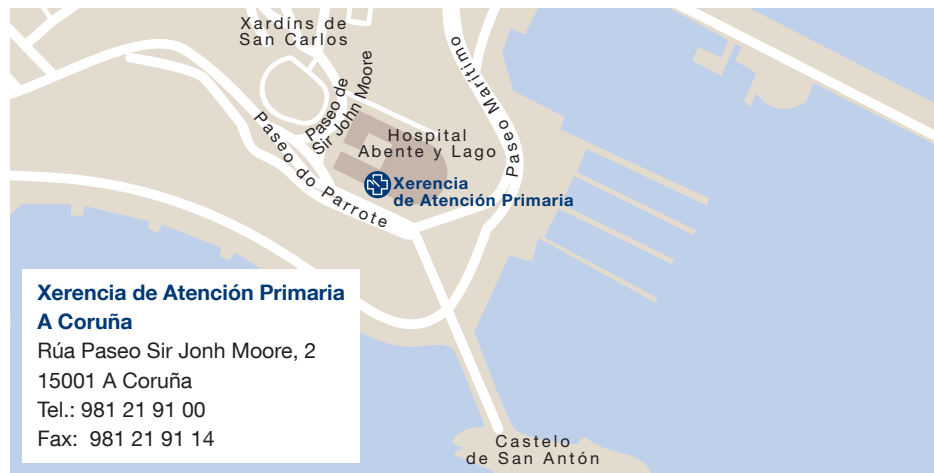 Xardíns de
San Carlos
Paseo de
Sir John Moore
Paseo Marítimo
Hospital
Abente y Lago
Paseo do Parrote
Xerencia
de Atención Primaria
Xerencia de Atención Primaria
A Coruña
Rúa Paseo Sir Jonh Moore, 2
15001 A Coruña
Tel.: 981 21 91 00
Fax: 981 21 91 14
Castelo
de San Antón